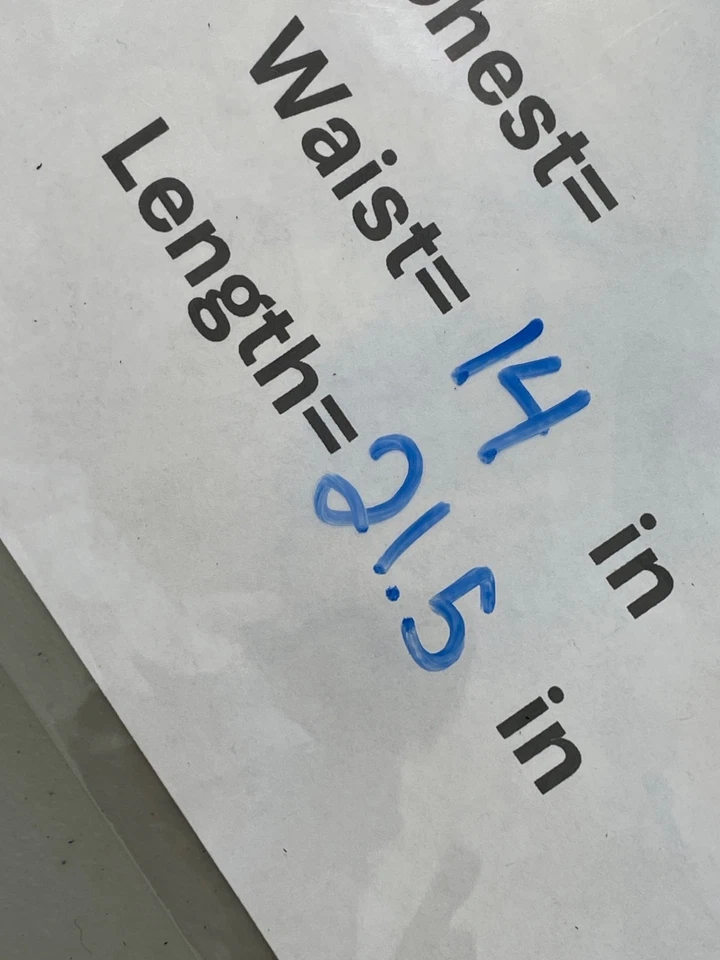 hest=
Waist= 14 in
Length= 21.5 in